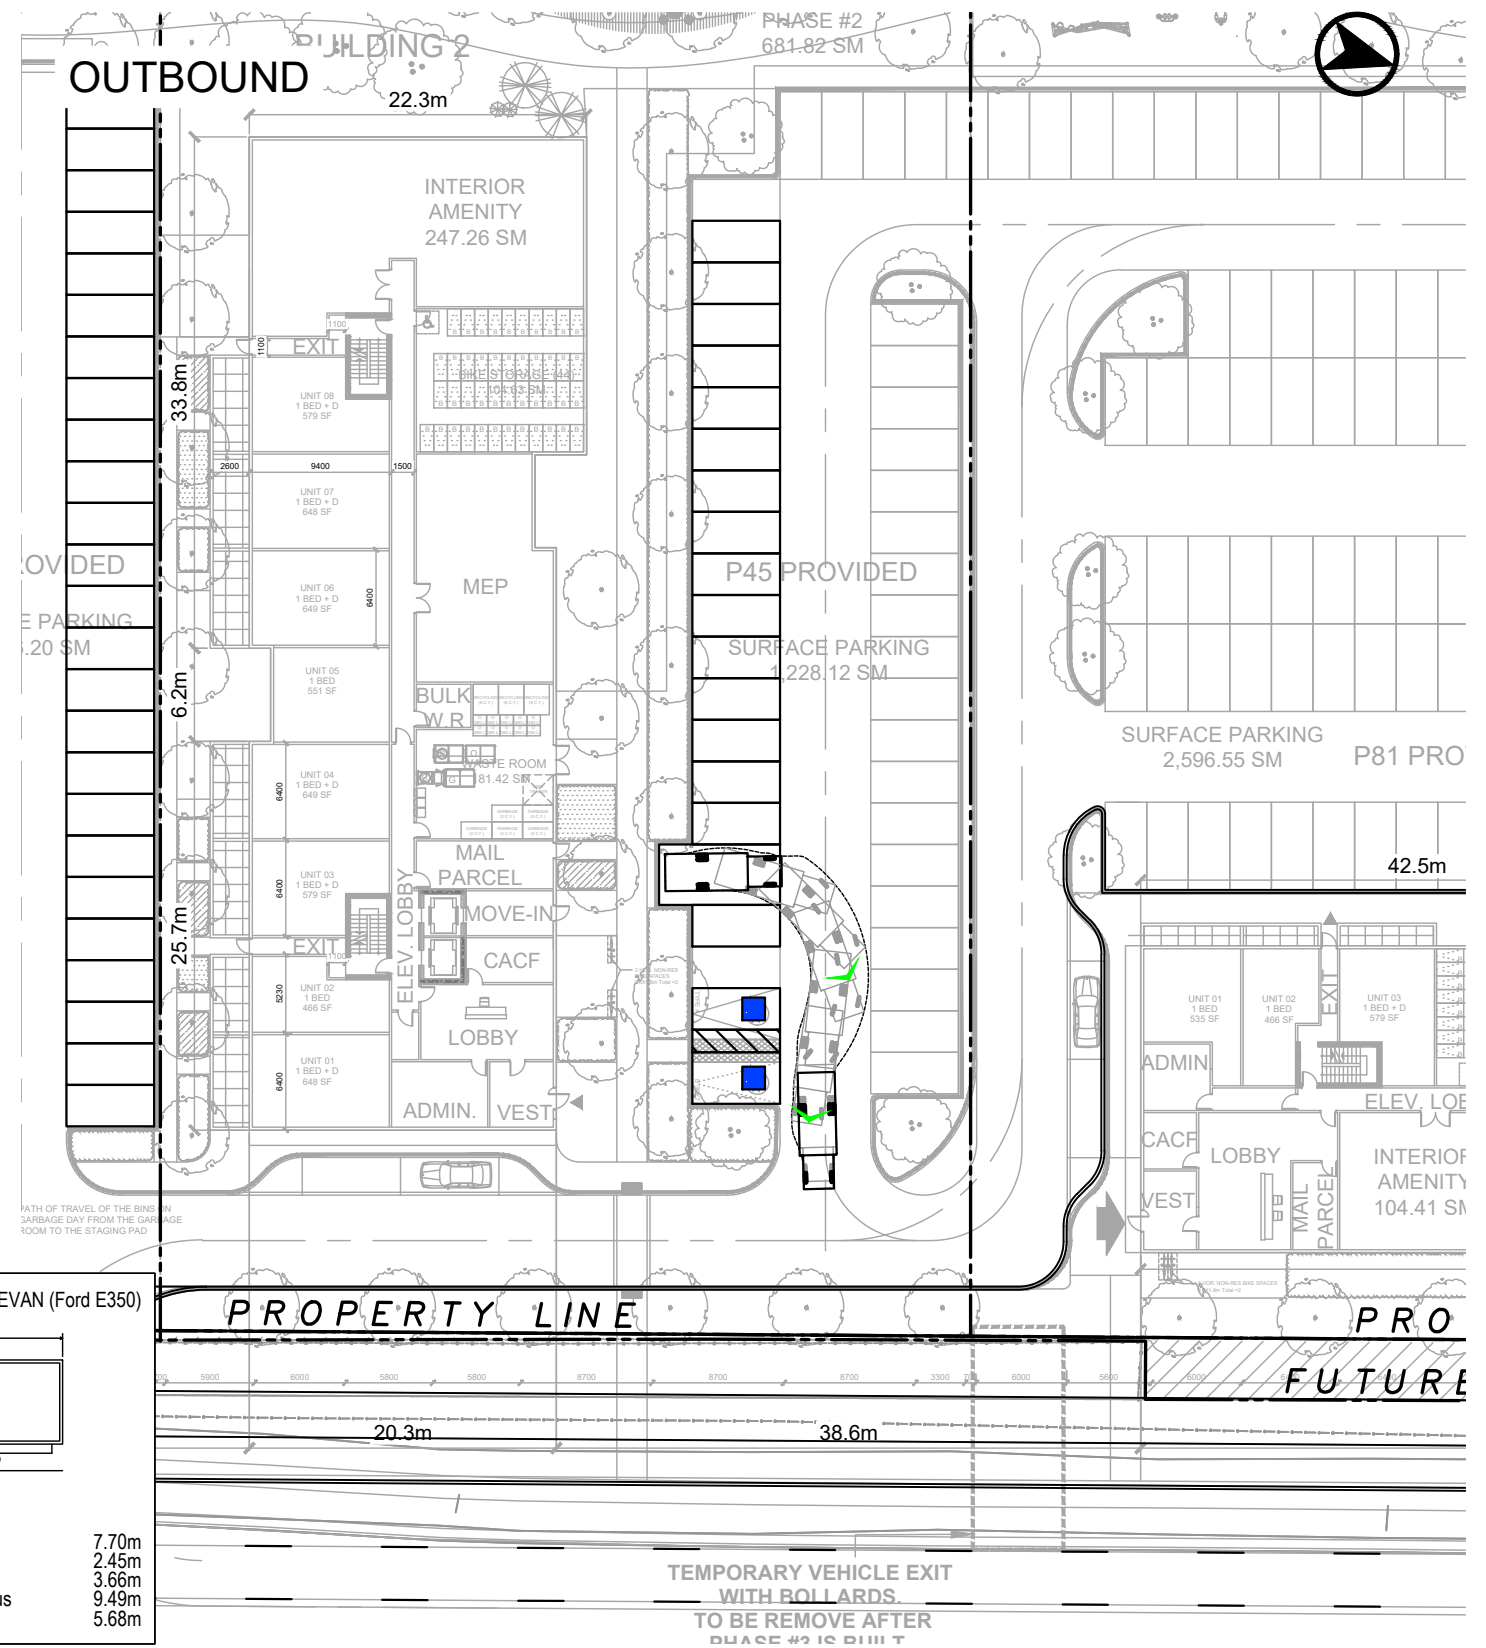 PHASE #2
681.82 SM
BUILDING 2
OUTBOUND
22.3m
INTERIOR
AMENITY
247.26 SM
1100
1100
EXIT
UNIT 08
1 BED + D
579 SF
BIKE STORAGE (44)
104.63 SM
33.8m
2600
9400
1500
UNIT 07
1 BED + D
648 SF
MEP
UNIT 06
1 BED + D
649 SF
6400
OVIDED
E PARKING
.20 SM
P45 PROVIDED
SURFACE PARKING
1,228.12 SM
UNIT 05
1 BED
551 SF
6.2m
BULK
W.R
WASTE ROOM
81.42 SM
UNIT 04
1 BED + D
649 SF
6400
SURFACE PARKING
2,596.55 SM
P81 PRO
MAIL
PARCEL
UNIT 03
1 BED + D
579 SF
6400
ELEV. LOBBY
MOVE-IN
CACF
25.7m
EXIT
1100
UNIT 02
1 BED
466 SF
5230
LOBBY
UNIT 01
1 BED + D
648 SF
6400
ADMIN.
VEST
42.5m
UNIT 01
1 BED
535 SF
UNIT 02
1 BED
466 SF
EXIT
UNIT 03
1 BED + D
579 SF
ADMIN.
ELEV. LOB
CACF
LOBBY
VEST
MAIL
PARCEL
INTERIOR
AMENITY
104.41 SM
PATH OF TRAVEL OF THE BINS ON
GARBAGE DAY FROM THE GARBAGE
ROOM TO THE STAGING PAD
EVAN (Ford E350)
PROPERTY LINE
PRO
FUTURE
5900
6000
5800
5800
8700
8700
8700
3300
6000
5600
6000
20.3m
38.6m
7.70m
2.45m
3.66m
us 9.49m
5.68m
TEMPORARY VEHICLE EXIT
WITH BOLLARDS.
TO BE REMOVE AFTER
PHASE #3 IS BUILT